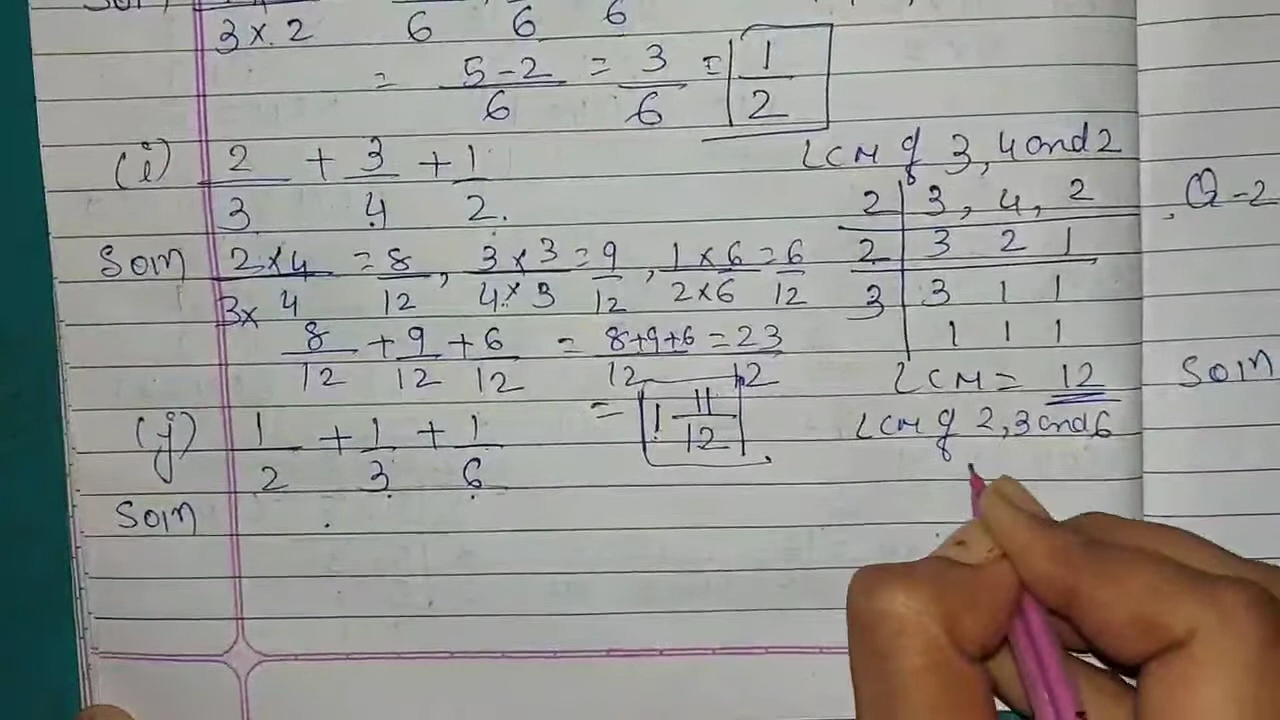 3×2 6 6 6
= 5-2/6 = 3/6 = 1/2
(i) 2/3 + 3/4 + 1/2.
Soln 2×4/3×4 = 8/12, 3×3/4×3 = 9/12, 1×6/2×6 = 6/12
8/12 + 9/12 + 6/12 = 8+9+6/12 = 23/12
= 1 11/12
(j) 1/2 + 1/3 + 1/6
Soln
LCM of 3, 4 and 2
2 | 3, 4, 2
2 | 3 2 1
3 | 3 1 1
| 1 1 1
LCM = 12
LCM of 2, 3 and 6
Q-2
Soln